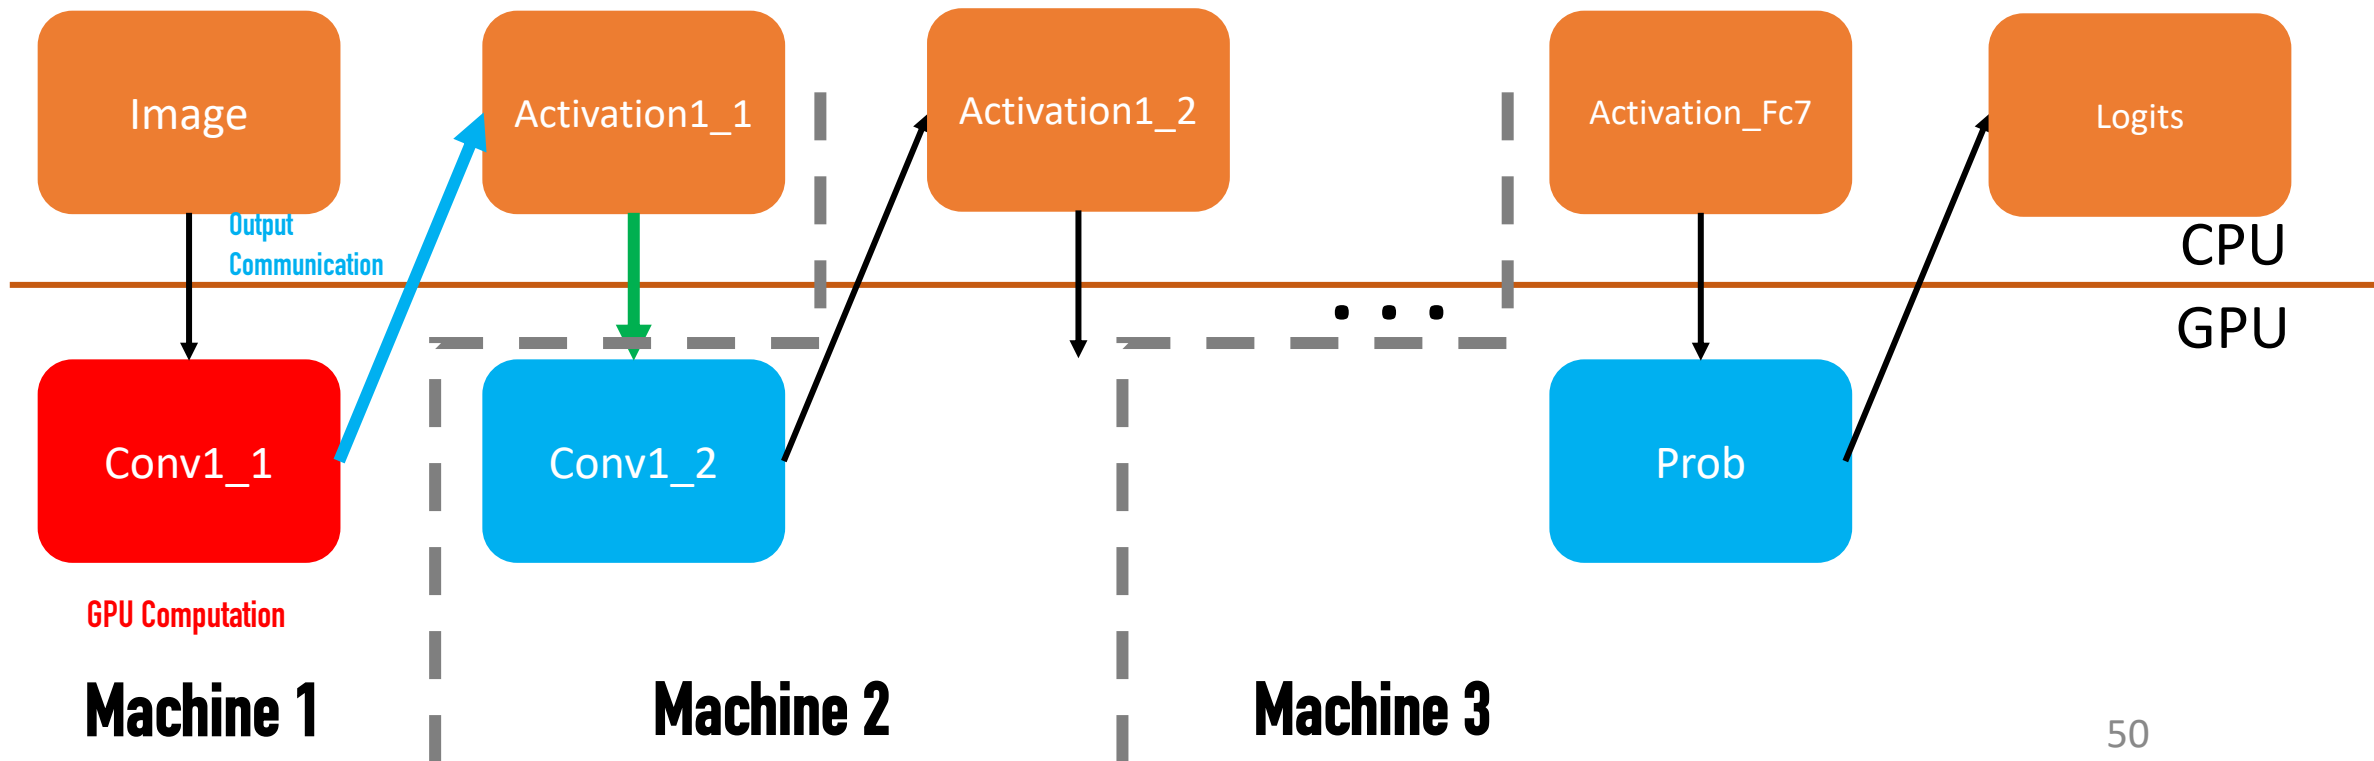 Image
Activation1_1
Activation1_2
Activation_Fc7
Logits
Output
Communication
CPU
...
GPU
Conv1_1
Conv1_2
Prob
GPU Computation
Machine 1
Machine 2
Machine 3
50